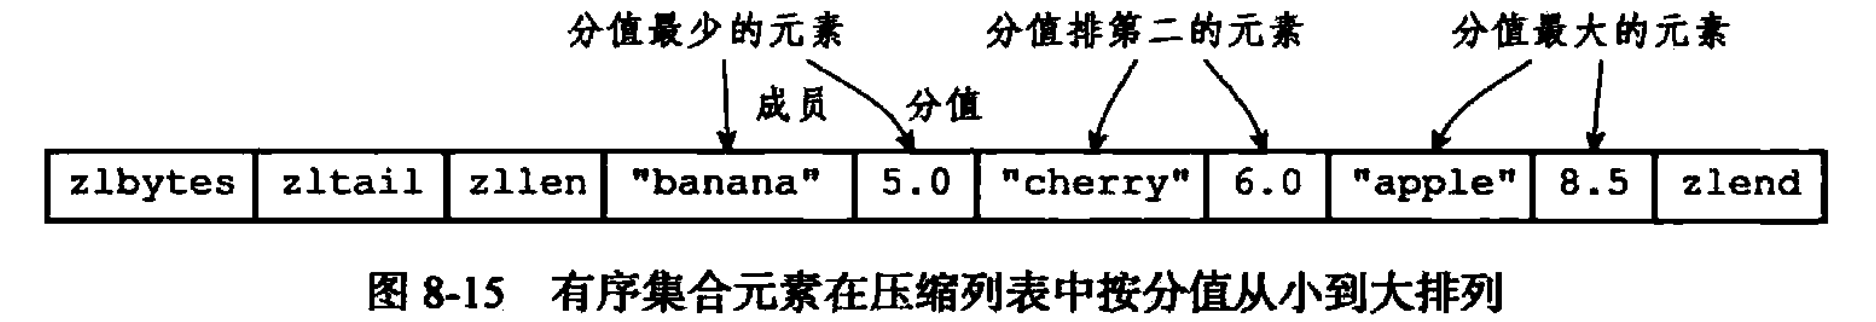 分值最少的元素 分值排第二的元素 分值最大的元素
成员 分值
zlbytes zltail zllen "banana" 5.0 "cherry" 6.0 "apple" 8.5 zlend
图 8-15 有序集合元素在压缩列表中按分值从小到大排列